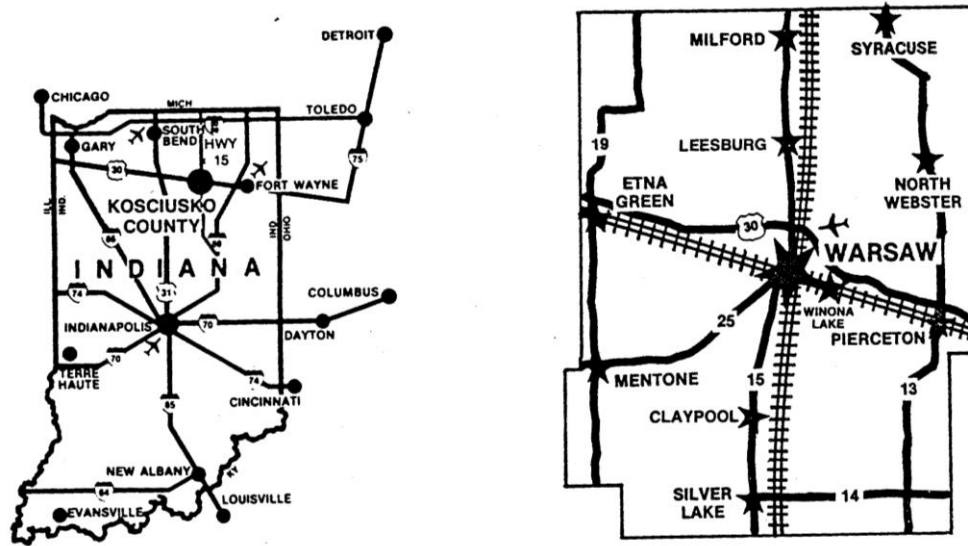 DETROIT
CHICAGO
MICH
TOLEDO
SOUTH
BEND
HWY
15
GARY
75
30
FORT WAYNE
KOSCIUSKO
COUNTY
ILL
IND.
IND
OHIO
INDIANA
74
31
COLUMBUS
INDIANAPOLIS
70
DAYTON
70
TERRE
HAUTE
74
CINCINNATI
65
NEW ALBANY
KY
64
LOUISVILLE
EVANSVILLE
MILFORD
SYRACUSE
19
LEESBURG
ETNA
GREEN
NORTH
WEBSTER
30
WARSAW
WINONA
LAKE
25
PIERCETON
MENTONE
15
13
CLAYPOOL
SILVER
LAKE
14